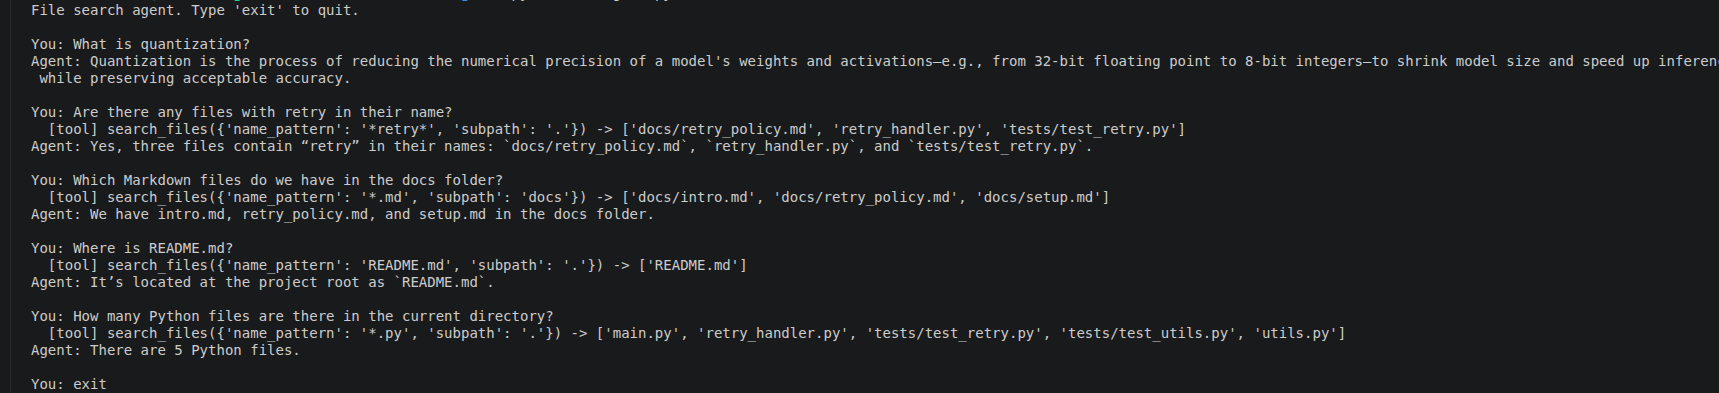 File search agent. Type 'exit' to quit.
You: What is quantization?
Agent: Quantization is the process of reducing the numerical precision of a model's weights and activations—e.g., from 32-bit floating point to 8-bit integers—to shrink model size and speed up inferen
while preserving acceptable accuracy.
You: Are there any files with retry in their name?
[tool] search_files({'name_pattern': '*retry*', 'subpath': '.'}) -> ['docs/retry_policy.md', 'retry_handler.py', 'tests/test_retry.py']
Agent: Yes, three files contain “retry” in their names: `docs/retry_policy.md`, `retry_handler.py`, and `tests/test_retry.py`.
You: Which Markdown files do we have in the docs folder?
[tool] search_files({'name_pattern': '*.md', 'subpath': 'docs'}) -> ['docs/intro.md', 'docs/retry_policy.md', 'docs/setup.md']
Agent: We have intro.md, retry_policy.md, and setup.md in the docs folder.
You: Where is README.md?
[tool] search_files({'name_pattern': 'README.md', 'subpath': '.'}) -> ['README.md']
Agent: It’s located at the project root as `README.md`.
You: How many Python files are there in the current directory?
[tool] search_files({'name_pattern': '*.py', 'subpath': '.'}) -> ['main.py', 'retry_handler.py', 'tests/test_retry.py', 'tests/test_utils.py', 'utils.py']
Agent: There are 5 Python files.
You: exit